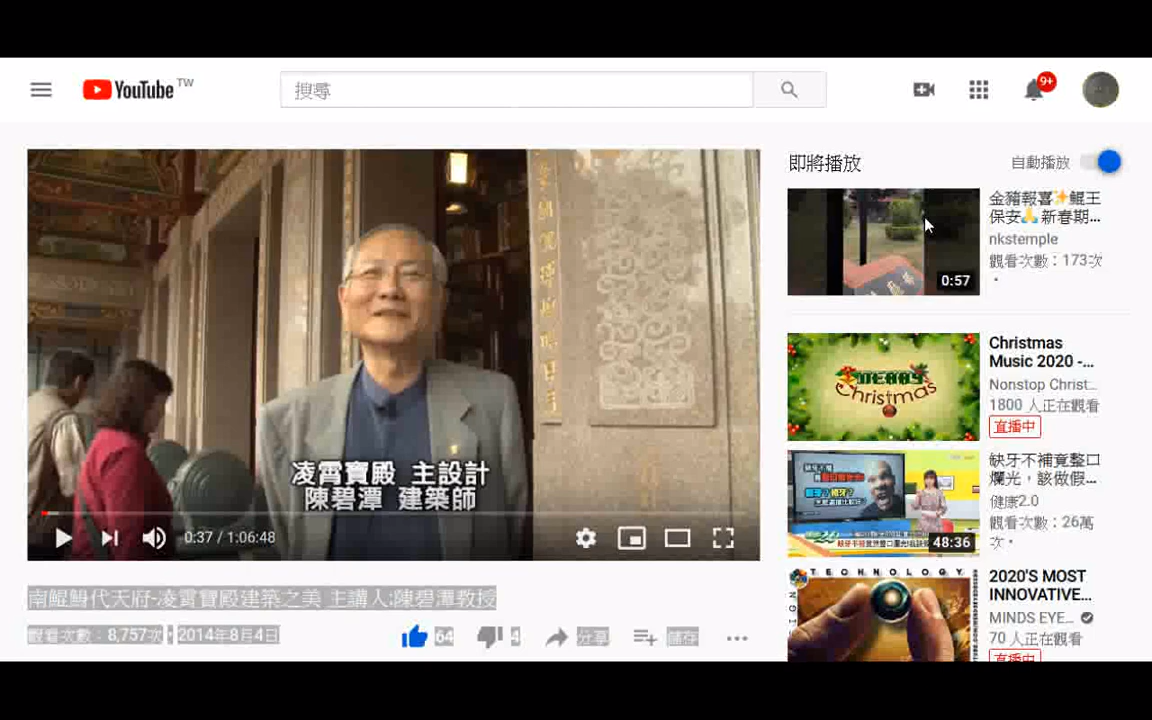 YouTube TW
搜尋
9+
即將播放
自動播放
金豬報喜✨鯤王
保安🙏新春期...
nkstemple
觀看次數：173次
·
0:57
Christmas
Music 2020 -...
Nonstop Christ...
1800 人正在觀看
直播中
MERRY
Christmas
缺牙不補竟整口
爛光，該做假...
健康2.0
觀看次數：26萬
次·
48:36
TECHNOLOGY
2020'S MOST
INNOVATIVE...
MINDS EYE...
70 人正在觀看
直播中
凌霄寶殿 主設計
陳碧潭 建築師
0:37 / 1:06:48
南鯤鯓代天府-凌霄寶殿建築之美 主講人:陳碧潭教授
觀看次數：8,757次·2014年8月4日
64
4
分享
儲存